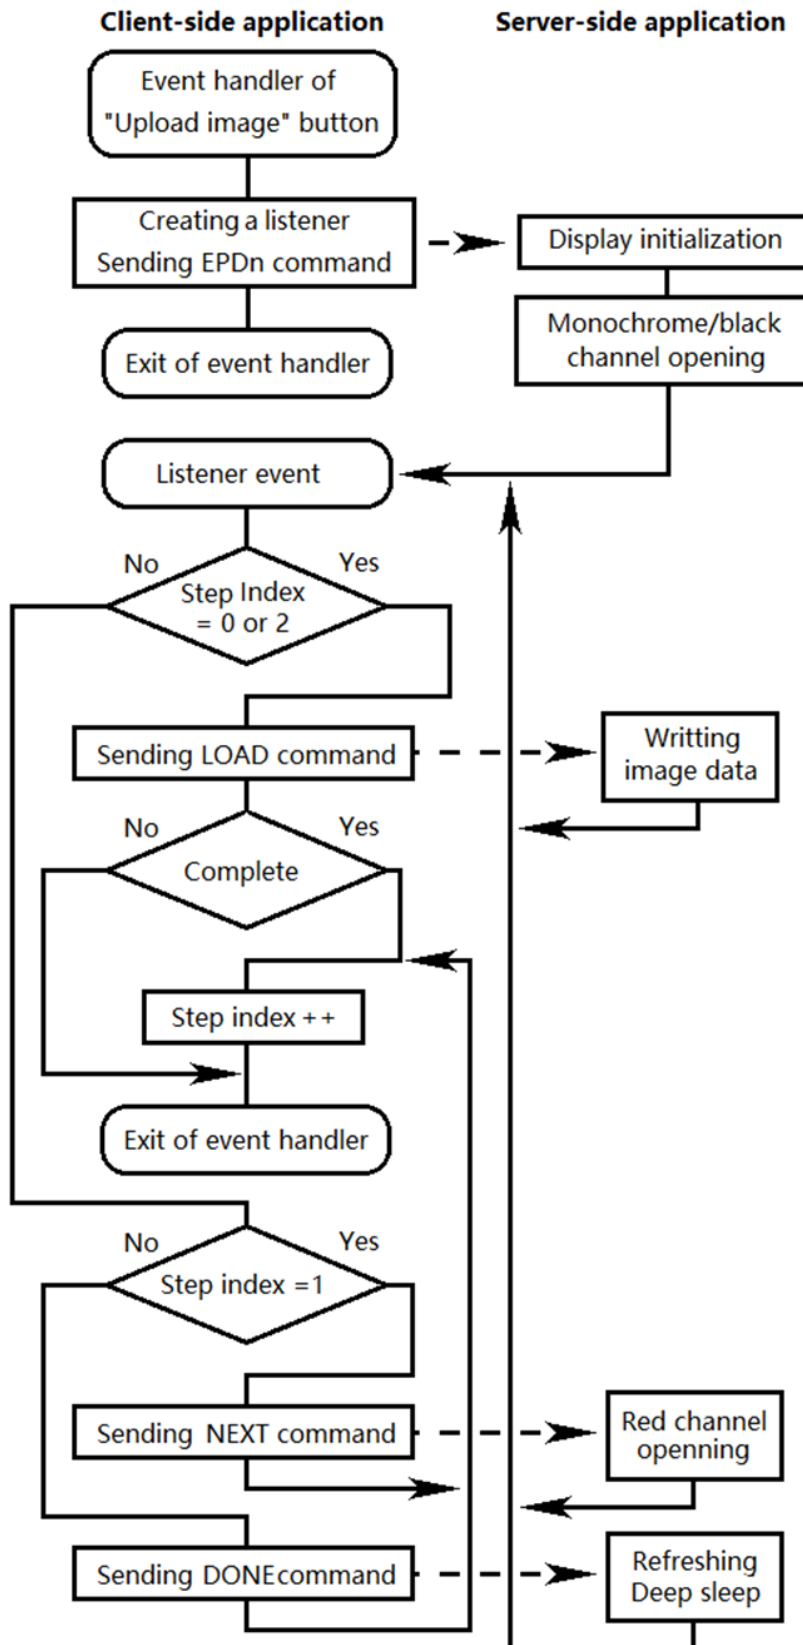 Client-side application
Server-side application
Event handler of
"Upload image" button
Creating a listener
Sending EPDn command
Display initialization
Monochrome/black
channel opening
Exit of event handler
Listener event
No
Yes
Step Index
= 0 or 2
Sending LOAD command
Writting
image data
No
Yes
Complete
Step index ++
Exit of event handler
No
Yes
Step index =1
Sending NEXT command
Red channel
openning
Sending DONE command
Refreshing
Deep sleep